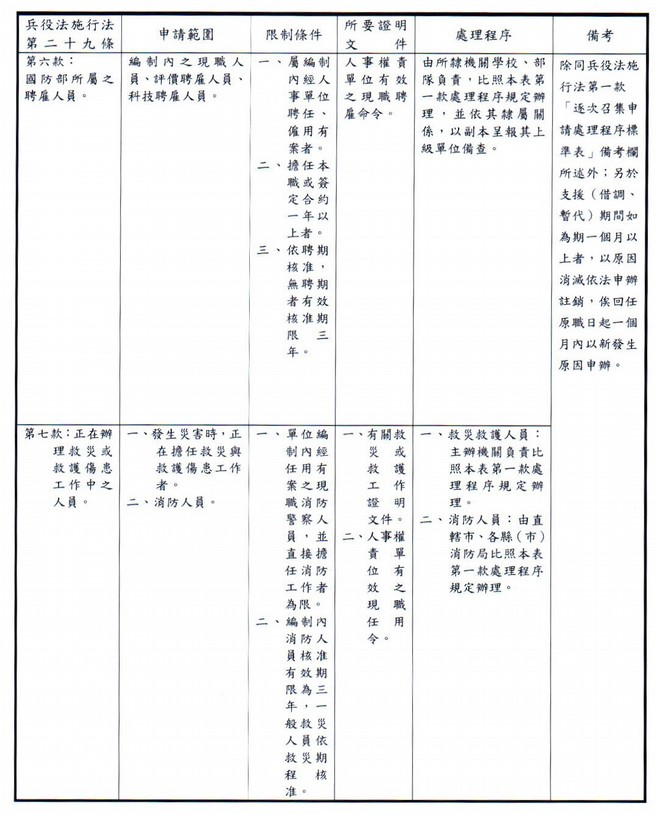 兵役法施行法
第二十九條
申請範圍
限制條件
所要證明
文件
處理程序
備考
第六款：
國防部所屬之
聘雇人員。
編制內之現職人
員、評價聘雇人員、
科技聘雇人員。
一、屬編制
內經人
事單位
聘任、
僱用有
案者。
二、擔任本
職或簽
定合約
一年以
上者。
三、依聘期
核准，
無聘期
者有效
核准期
限三
年。
人事權責
單位有效
之現職聘
雇命令。
由所隸機關學校、部
隊負責，比照本表第
一款處理程序規定辦
理，並依其隸屬關
係，以副本呈報其上
級單位備查。
除同兵役法施
行法第一款
「逐次召集申
請處理程序標
準表」備考欄
所述外；另於
支援（借調、
暫代）期間如
為期一個月以
上者，以原因
消滅依法申辦
註銷，俟回任
原職日起一個
月內以新發生
原因申辦。
第七款：正在辦
理救災或
救護傷患
工作中之
人員。
一、發生災害時，正
在擔任救災與
救護傷患工作
者。
二、消防人員。
一、單位編
制內經
任用有
案之現
職消防
警察人
員，並
直接擔
任消防
工作者
為限。
二、編制內
消防人
員核准
有效期
限為三
年，一
般救災
人員依
救災期
程核
准。
一、有關救
災或
救護
工作
證明
文件。
二、人事權
責單
位有
效之
現職
任用
令。
一、救災救護人員：
主辦機關負責比
照本表第一款處
理程序規定辦
理。
二、消防人員：由直
轄市、各縣（市）
消防局比照本表
第一款處理程序
規定辦理。